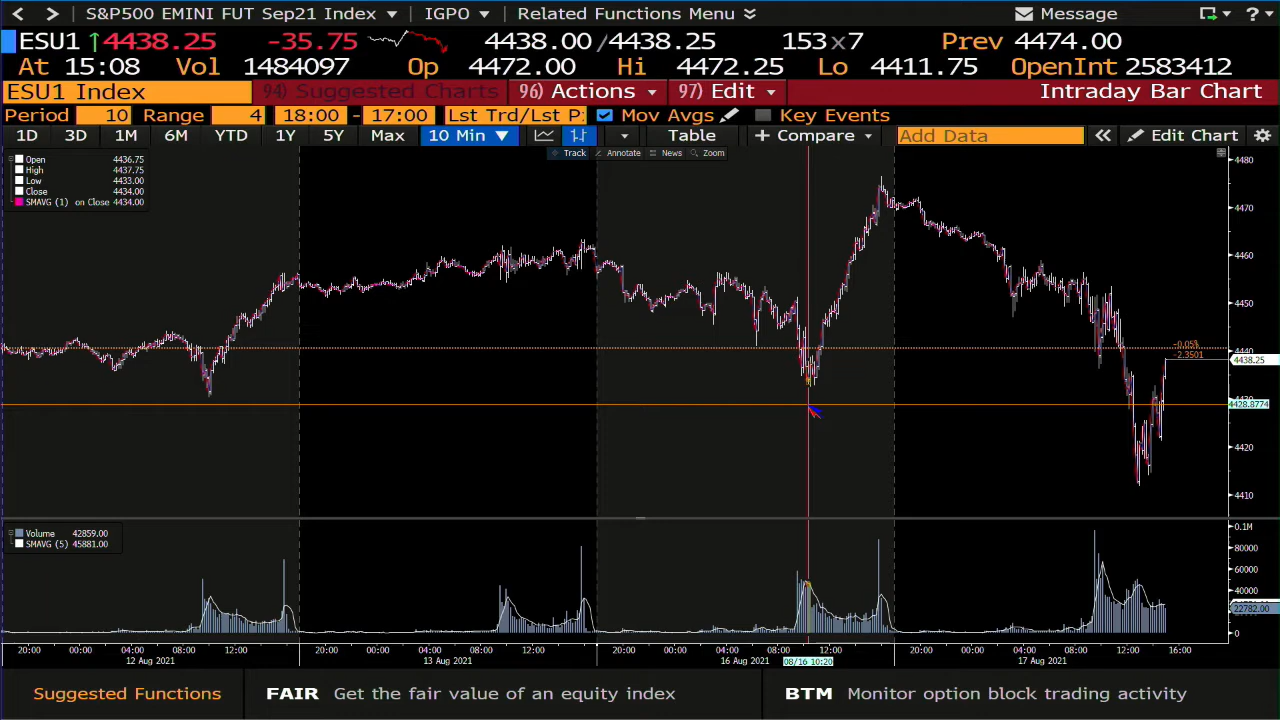 S&P500 EMINI FUT Sep21 Index IGPO Related Functions Menu Message ?
ESU1 ↑4438.25 -35.75 4438.00/4438.25 153x7 Prev 4474.00
At 15:08 Vol 1484097 Op 4472.00 Hi 4472.25 Lo 4411.75 OpenInt 2583412
ESU1 Index 94) Suggested Charts 96) Actions 97) Edit Intraday Bar Chart
Period 10 Range 4 18:00 - 17:00 Lst Trd/Lst P: Mov Avgs Key Events
1D 3D 1M 6M YTD 1Y 5Y Max 10 Min ▼ Table + Compare Add Data « Edit Chart
Track Annotate News Zoom
Open 4436.75
High 4437.75
Low 4433.00
Close 4434.00
SMAVG (1) on Close 4434.00
4480
4470
4460
4450
4440
-0.05%
-2.3501
4438.25
4430
4428.8774
4420
4410
Volume 42859.00
SMAVG (5) 45881.00
0.1M
80000
60000
40000
22782.00
0
20:00 00:00 04:00 08:00 12:00 20:00 00:00 04:00 08:00 12:00 20:00 00:00 04:00 08:00 12:00 20:00 00:00 04:00 08:00 12:00 16:00
12 Aug 2021 13 Aug 2021 16 Aug 2021 08/16 10:20 17 Aug 2021
Suggested Functions FAIR Get the fair value of an equity index BTM Monitor option block trading activity